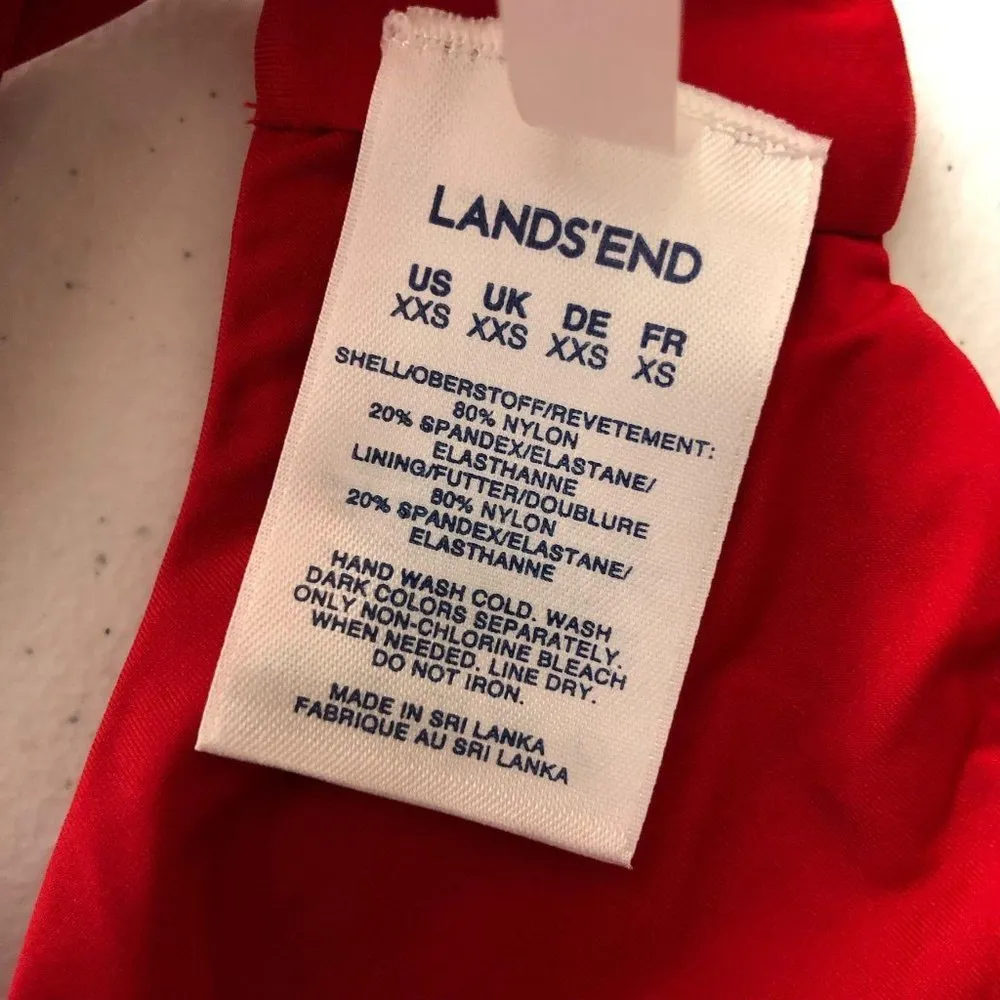 LANDS'END
US UK DE FR
XXS XXS XXS XS
SHELL/OBERSTOFF/REVETEMENT:
80% NYLON
20% SPANDEX/ELASTANE/
ELASTHANNE
LINING/FUTTER/DOUBLURE
80% NYLON
20% SPANDEX/ELASTANE/
ELASTHANNE
HAND WASH COLD. WASH
DARK COLORS SEPARATELY.
ONLY NON-CHLORINE BLEACH
WHEN NEEDED. LINE DRY.
DO NOT IRON.
MADE IN SRI LANKA
FABRIQUE AU SRI LANKA